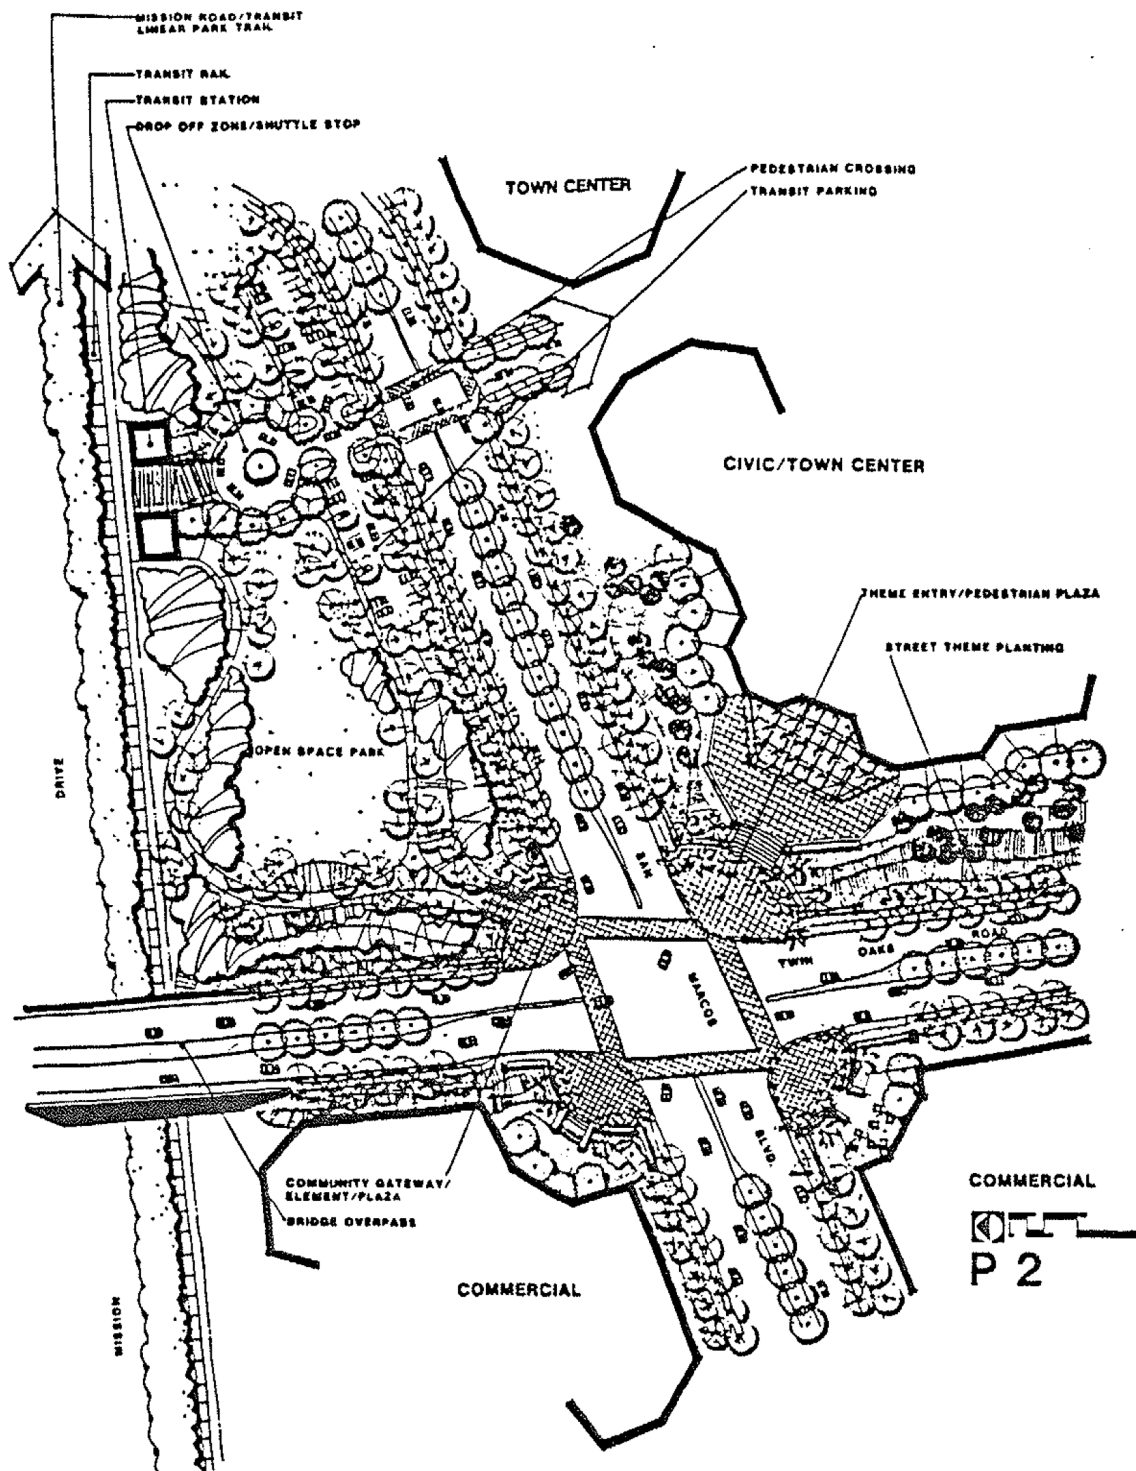 MISSION ROAD/TRANSIT
LINEAR PARK TRAIL
TRANSIT RAIL
TRANSIT STATION
DROP OFF ZONE/SHUTTLE STOP
TOWN CENTER
PEDESTRIAN CROSSING
TRANSIT PARKING
CIVIC/TOWN CENTER
THEME ENTRY/PEDESTRIAN PLAZA
STREET THEME PLANTING
OPEN SPACE PARK
DRIVE
SAN
TWIN OAKS ROAD
MARCOS
BLVD.
COMMUNITY GATEWAY/
ELEMENT/PLAZA
BRIDGE OVERPASS
COMMERCIAL
P 2
COMMERCIAL
MISSION